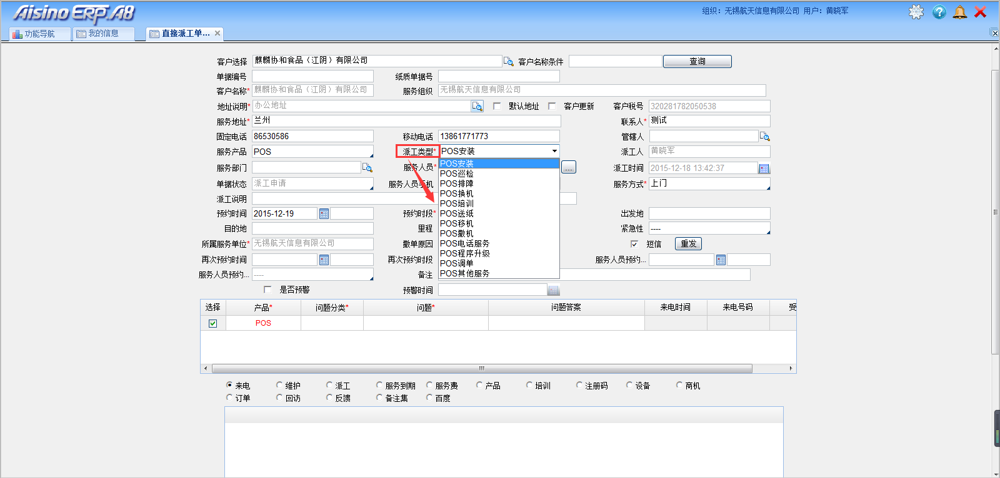 Aisino ERP.A8
组织：无锡航天信息有限公司 用户：黄晓军
功能导航 我的信息 直接派工单...
客户选择 麒麟协和食品（江阴）有限公司 客户名称条件 查询
单据编号 纸质单据号
客户名称* 麒麟协和食品（江阴）有限公司 服务组织 无锡航天信息有限公司
地址说明* 办公地址 默认地址 客户更新 客户税号 320281782050538
服务地址* 兰州 联系人* 测试
固定电话 86530586 移动电话 13861771773 管辖人
服务产品 POS 派工类型* POS安装 派工人 黄晓军
服务部门 服务人员* POS安装 ... 派工时间 2015-12-18 13:42:37
POS巡检
单据状态 派工申请 服务人员手机 POS排障 服务方式* 上门
POS换机
派工说明 POS培训
预约时间 2015-12-19 预约时段* POS送纸 出发地
POS移机
目的地 里程 POS撤机 紧急性 ----
所属服务单位* 无锡航天信息有限公司 撤单原因 POS电话服务 短信 重发
POS程序升级
再次预约时间 再次预约时段 POS调单 服务人员预约...
服务人员预约... ---- 备注 POS其他服务
是否预警 预警时间
选择 产品* 问题分类* 问题* 问题答案 来电时间 来电号码 受
POS
来电 维护 派工 服务到期 服务费 产品 培训 注册码 设备 商机
订单 回访 反馈 备注集 百度